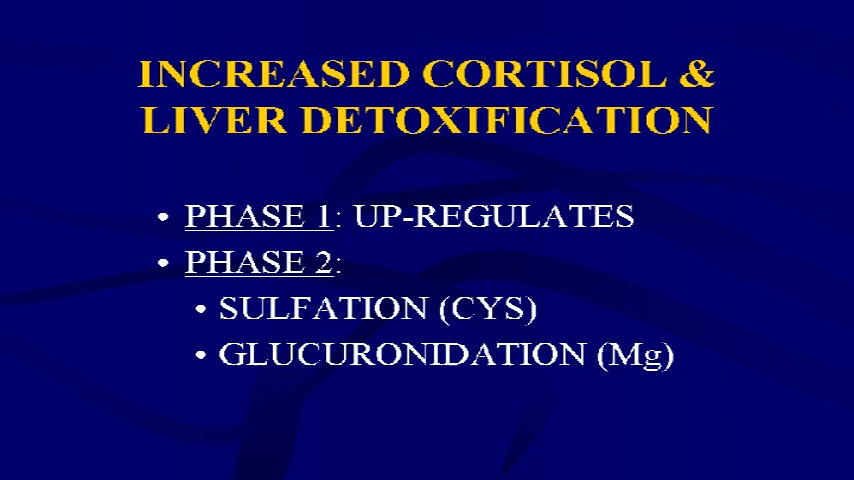 INCREASED CORTISOL &
LIVER DETOXIFICATION
• PHASE 1: UP-REGULATES
• PHASE 2:
• SULFATION (CYS)
• GLUCURONIDATION (Mg)